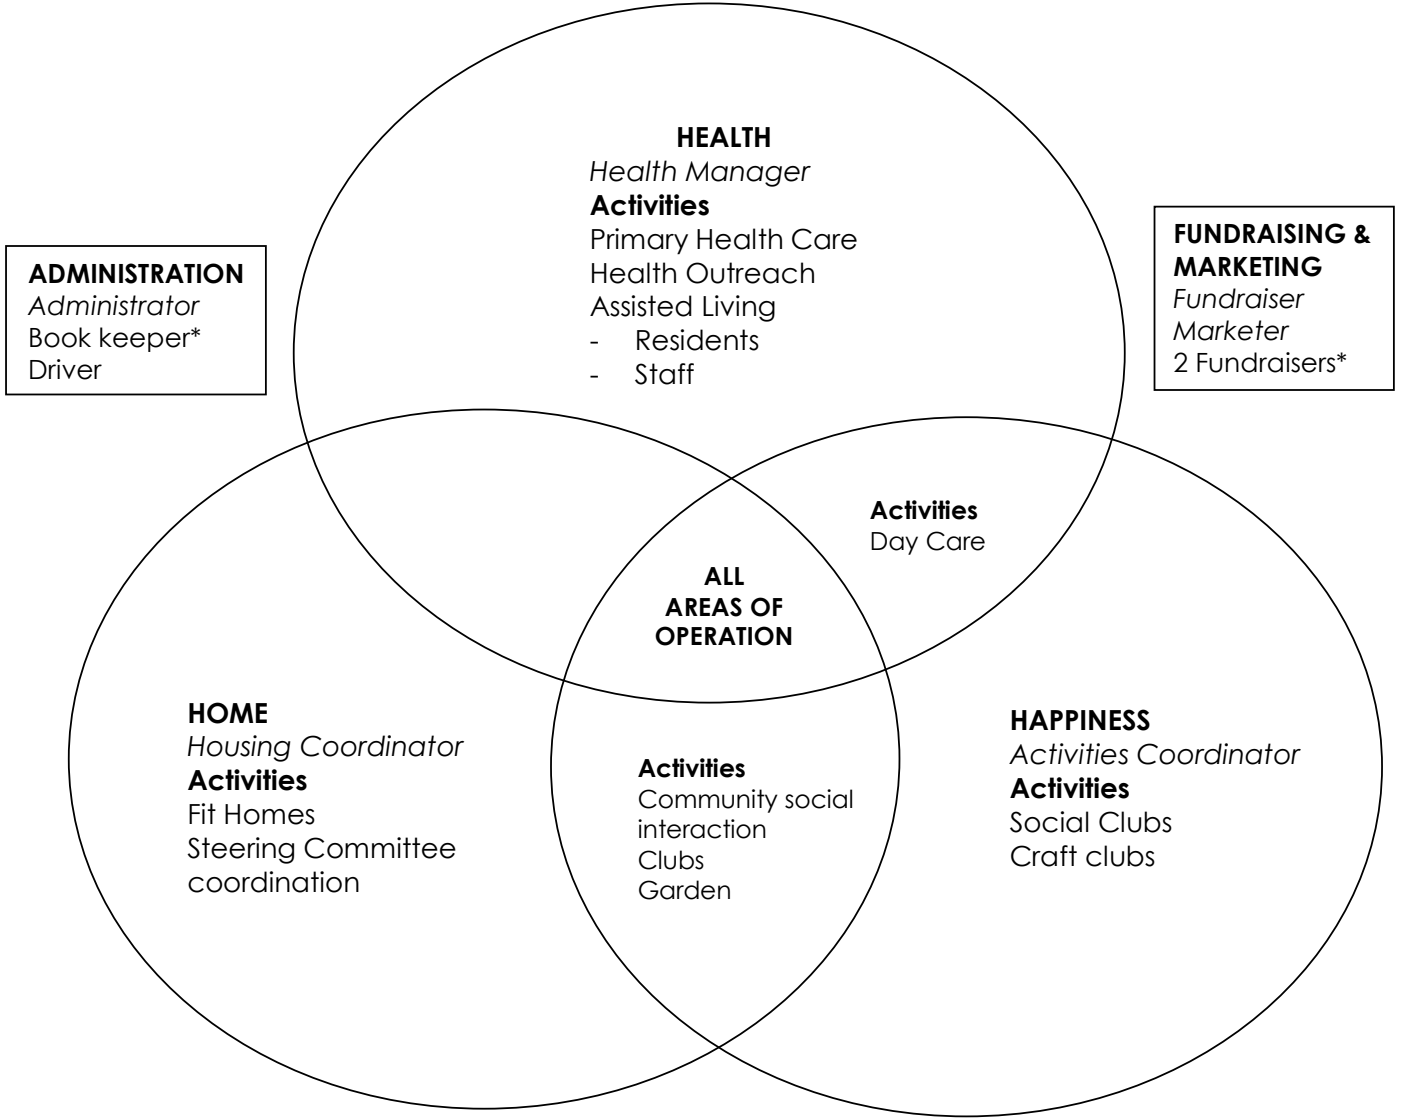 HEALTH
Health Manager
Activities
Primary Health Care
Health Outreach
Assisted Living
- Residents
- Staff
ADMINISTRATION
Administrator
Book keeper*
Driver
FUNDRAISING &
MARKETING
Fundraiser
Marketer
2 Fundraisers*
Activities
Day Care
ALL
AREAS OF
OPERATION
HOME
Housing Coordinator
Activities
Fit Homes
Steering Committee
coordination
Activities
Community social
interaction
Clubs
Garden
HAPPINESS
Activities Coordinator
Activities
Social Clubs
Craft clubs